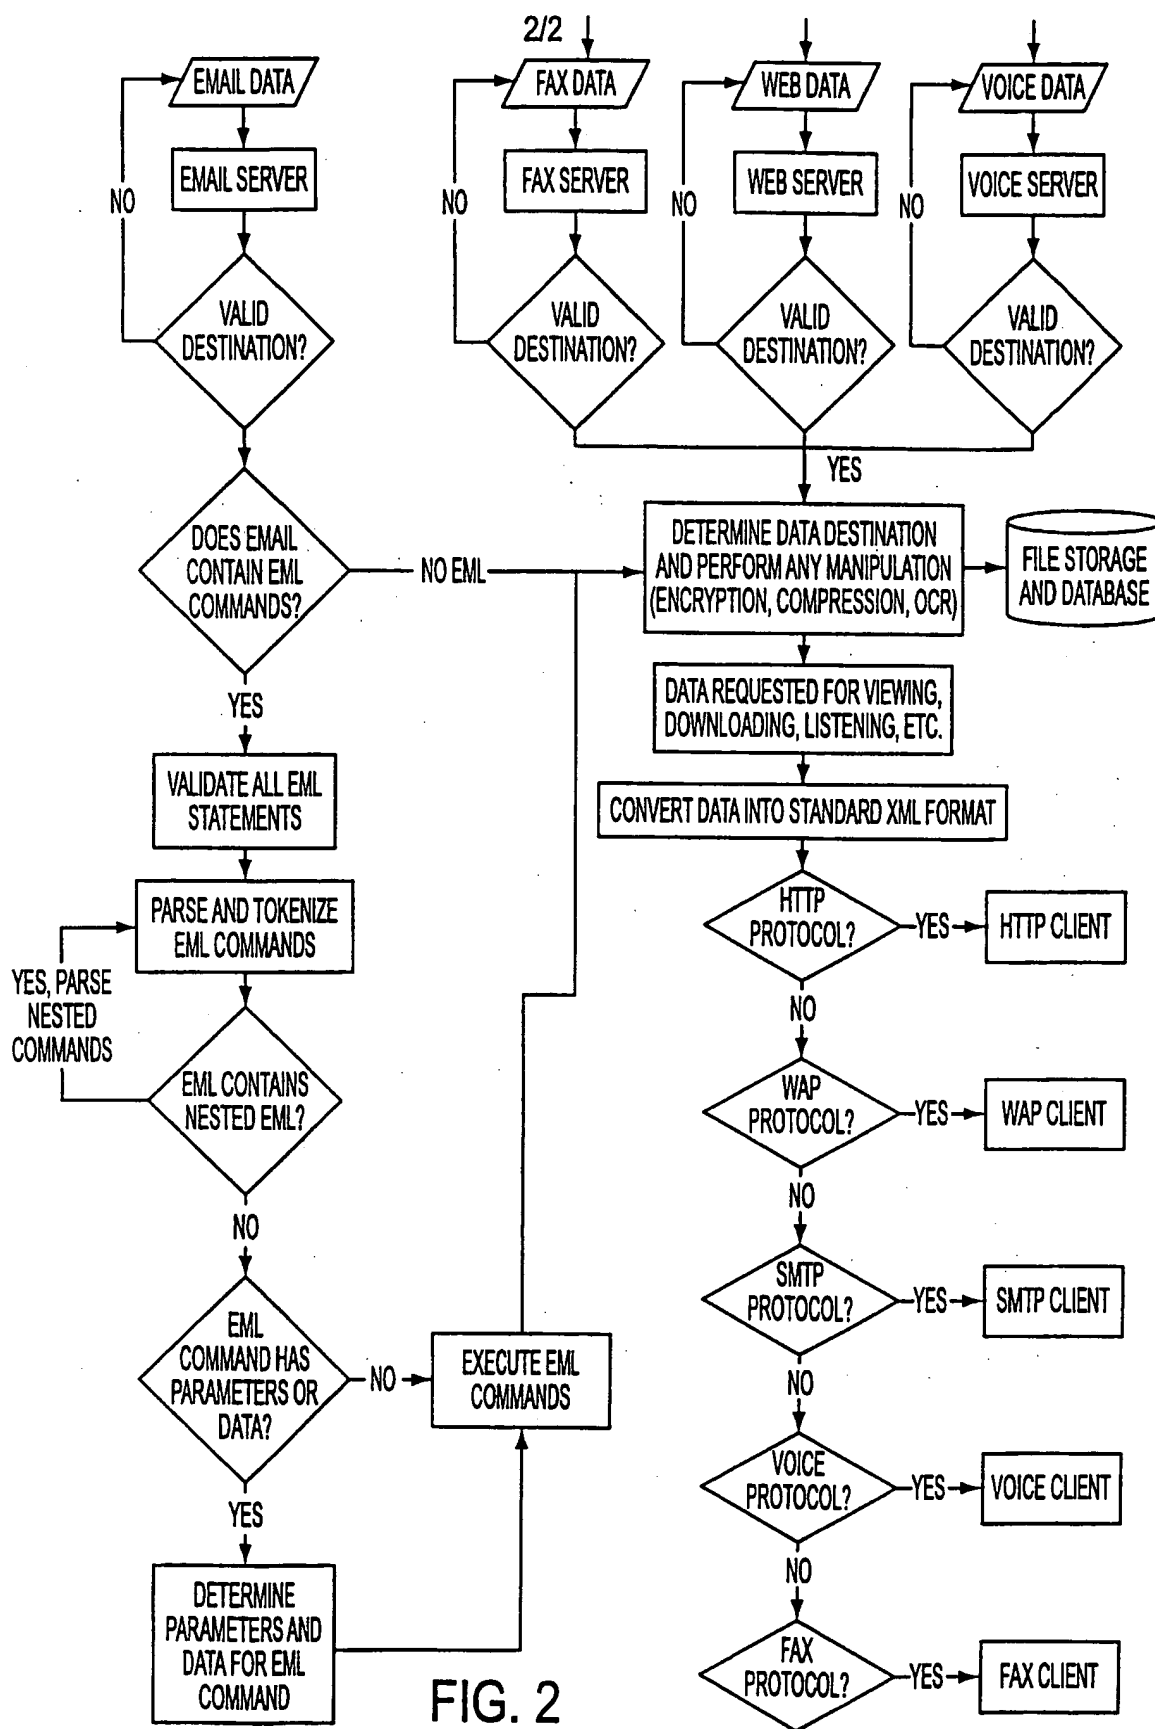 2/2
EMAIL DATA
EMAIL SERVER
NO
VALID
DESTINATION?
FAX DATA
FAX SERVER
NO
VALID
DESTINATION?
WEB DATA
WEB SERVER
NO
VALID
DESTINATION?
VOICE DATA
VOICE SERVER
NO
VALID
DESTINATION?
YES
DOES EMAIL
CONTAIN EML
COMMANDS?
NO EML
DETERMINE DATA DESTINATION
AND PERFORM ANY MANIPULATION
(ENCRYPTION, COMPRESSION, OCR)
FILE STORAGE
AND DATABASE
YES
VALIDATE ALL EML
STATEMENTS
PARSE AND TOKENIZE
EML COMMANDS
YES, PARSE
NESTED
COMMANDS
EML CONTAINS
NESTED EML?
NO
EML
COMMAND HAS
PARAMETERS OR
DATA?
NO
EXECUTE EML
COMMANDS
YES
DETERMINE
PARAMETERS AND
DATA FOR EML
COMMAND
DATA REQUESTED FOR VIEWING,
DOWNLOADING, LISTENING, ETC.
CONVERT DATA INTO STANDARD XML FORMAT
HTTP
PROTOCOL?
YES
HTTP CLIENT
NO
WAP
PROTOCOL?
YES
WAP CLIENT
NO
SMTP
PROTOCOL?
YES
SMTP CLIENT
NO
VOICE
PROTOCOL?
YES
VOICE CLIENT
NO
FAX
PROTOCOL?
YES
FAX CLIENT
FIG. 2